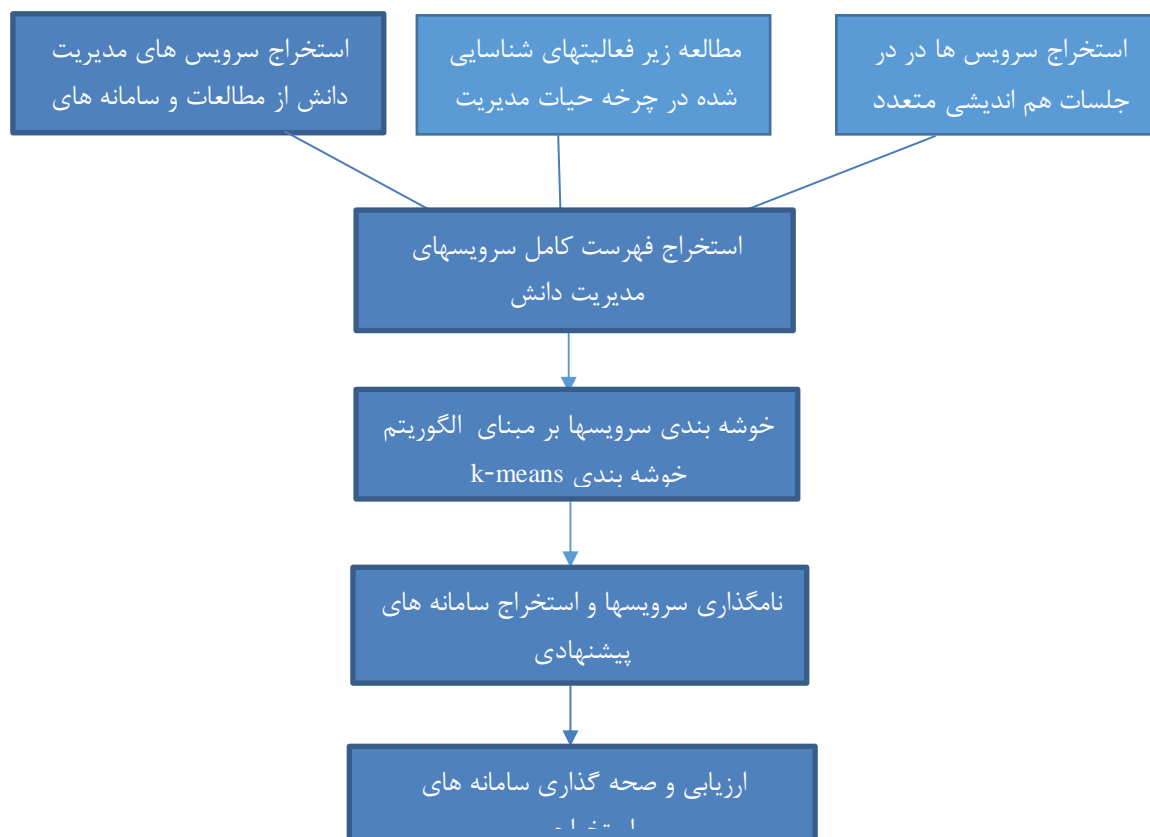 استخراج سرویس ها در در
جلسات هم اندیشی متعدد
مطالعه زیر فعالیتهای شناسایی
شده در چرخه حیات مدیریت
استخراج سرویس های مدیریت
دانش از مطالعات و سامانه های
استخراج فهرست کامل سرویسهای
مدیریت دانش
خوشه بندی سرویسها بر مبنای الگوریتم
خوشه بندی k-means
نامگذاری سرویسها و استخراج سامانه های
پیشنهادی
ارزیابی و صحه گذاری سامانه های